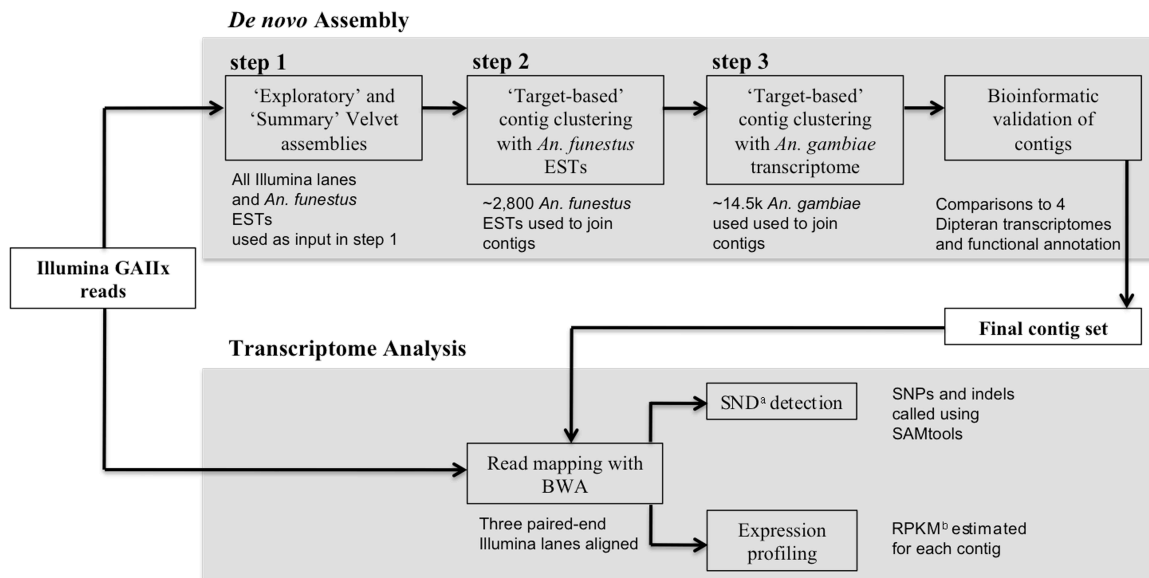 De novo Assembly
step 1
'Exploratory' and
'Summary' Velvet
assemblies
All Illumina lanes
and An. funestus
ESTs
used as input in step 1
step 2
'Target-based'
contig clustering
with An. funestus
ESTs
~2,800 An. funestus
ESTs used to join
contigs
step 3
'Target-based'
contig clustering
with An. gambiae
transcriptome
~14.5k An. gambiae
used used to join
contigs
Bioinformatic
validation of
contigs
Comparisons to 4
Dipteran transcriptomes
and functional annotation
Illumina GAIIx
reads
Final contig set
Transcriptome Analysis
Read mapping with
BWA
Three paired-end
Illumina lanes aligned
SNDᵃ detection
SNPs and indels
called using
SAMtools
Expression
profiling
RPKMᵇ estimated
for each contig